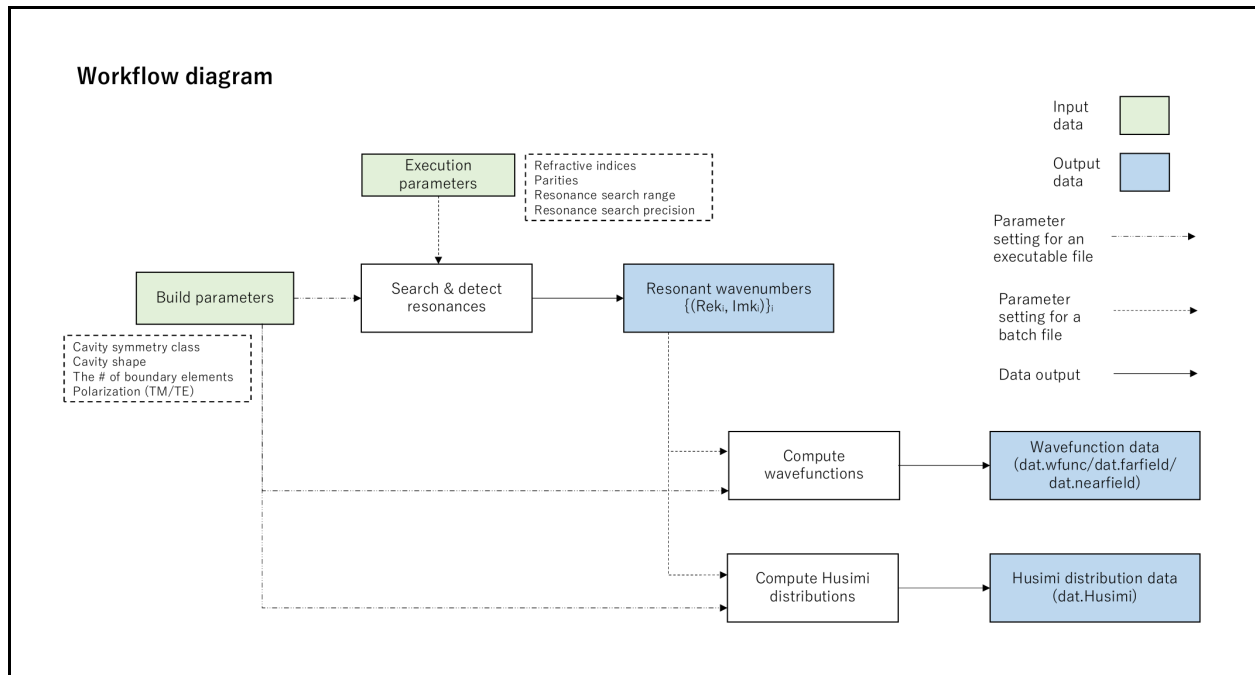 Workflow diagram
Input
data
Output
data
Parameter
setting for an
executable file
Parameter
setting for a
batch file
Data output
Execution
parameters
Refractive indices
Parities
Resonance search range
Resonance search precision
Build parameters
Cavity symmetry class
Cavity shape
The # of boundary elements
Polarization (TM/TE)
Search & detect
resonances
Resonant wavenumbers
{(Rekᵢ, Imkᵢ)}ᵢ
Compute
wavefunctions
Wavefunction data
(dat.wfunc/dat.farfield/
dat.nearfield)
Compute Husimi
distributions
Husimi distribution data
(dat.Husimi)